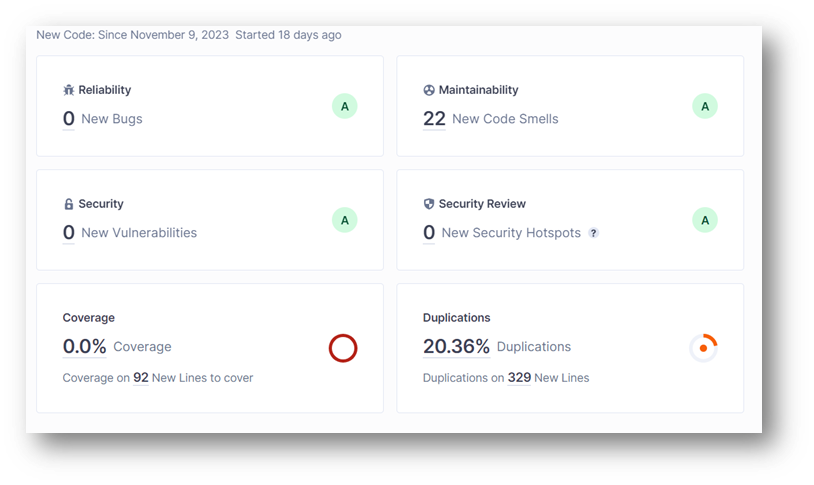 New Code: Since November 9, 2023 Started 18 days ago
Reliability
0 New Bugs
A
Maintainability
22 New Code Smells
A
Security
0 New Vulnerabilities
A
Security Review
0 New Security Hotspots ?
A
Coverage
0.0% Coverage
Coverage on 92 New Lines to cover
Duplications
20.36% Duplications
Duplications on 329 New Lines